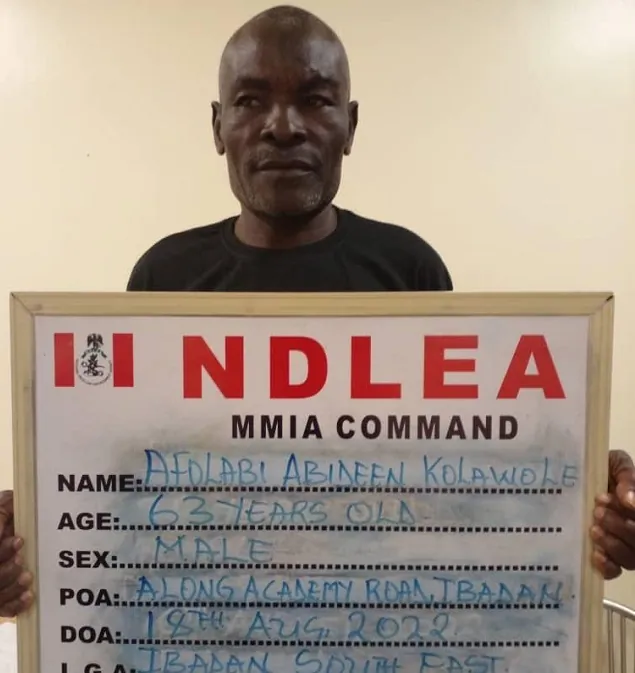 NDLEA
MMIA COMMAND
NAME: AFOLABI ABIDEEN KOLAWOLE
AGE: 63 YEARS OLD
SEX: MALE
POA: ALONG ACADEMY ROAD, IBADAN
DOA: 18TH AUG, 2022
L.G.A: IBADAN SOUTH EAST